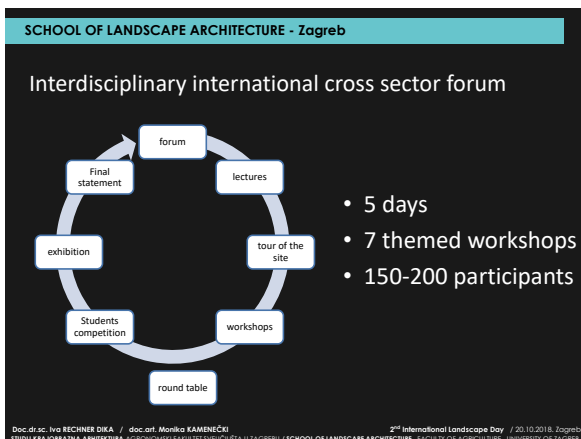 SCHOOL OF LANDSCAPE ARCHITECTURE - Zagreb
Interdisciplinary international cross sector forum
forum
lectures
tour of the
site
workshops
round table
Students
competition
exhibition
Final
statement
• 5 days
• 7 themed workshops
• 150-200 participants
Doc.dr.sc. Iva RECHNER DIKA / doc.art. Monika KAMENEČKI
2nd International Landscape Day / 20.10.2018. Zagreb
STUDIJ KRAJOBRAZNA ARHITEKTURA AGRONOMSKI FAKULTET SVEUČILIŠTA U ZAGREBU / SCHOOL OF LANDSCAPE ARCHITECTURE FACULTY OF AGRICULTURE, UNIVERSITY OF ZAGREB